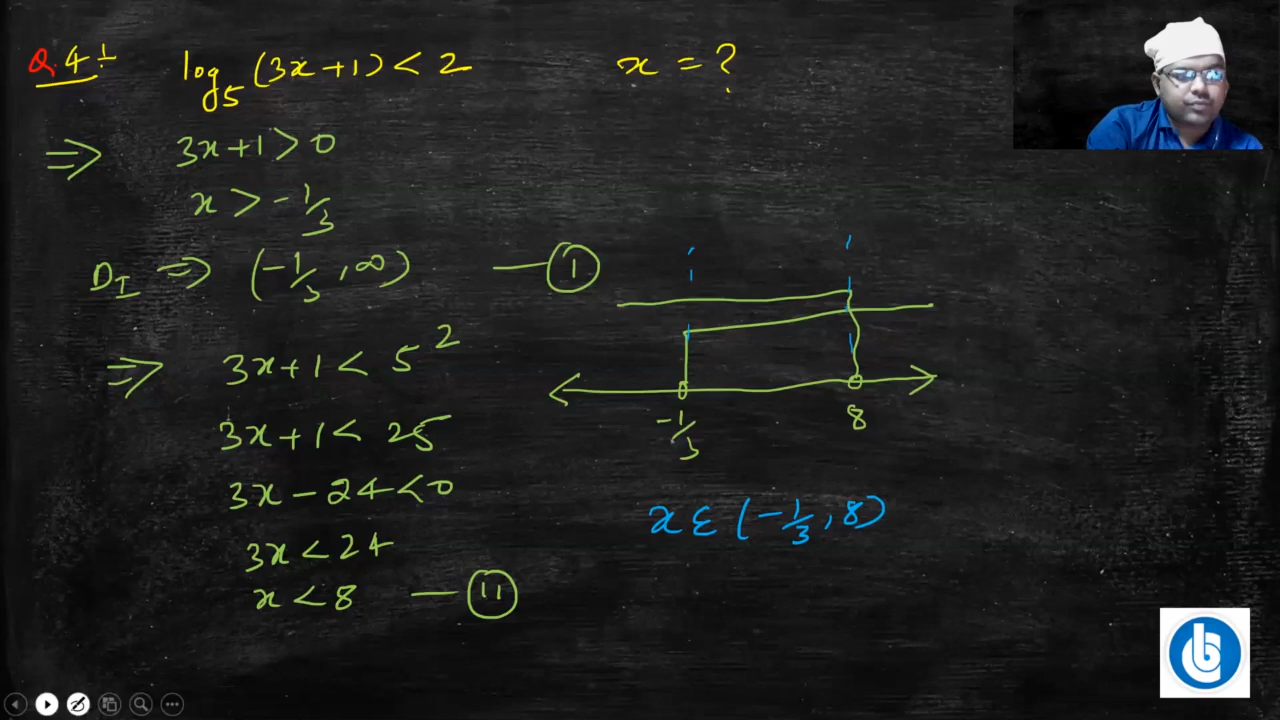 Q.4:- log₅(3x+1) < 2 x = ?
⇒ 3x+1 > 0
x > -1/3
D_I ⇒ (-1/3, ∞) — (I)
⇒ 3x+1 < 5²
3x+1 < 25
3x - 24 < 0
3x < 24
x < 8 — (II)
-1/3 8
x ∈ (-1/3, 8)
b